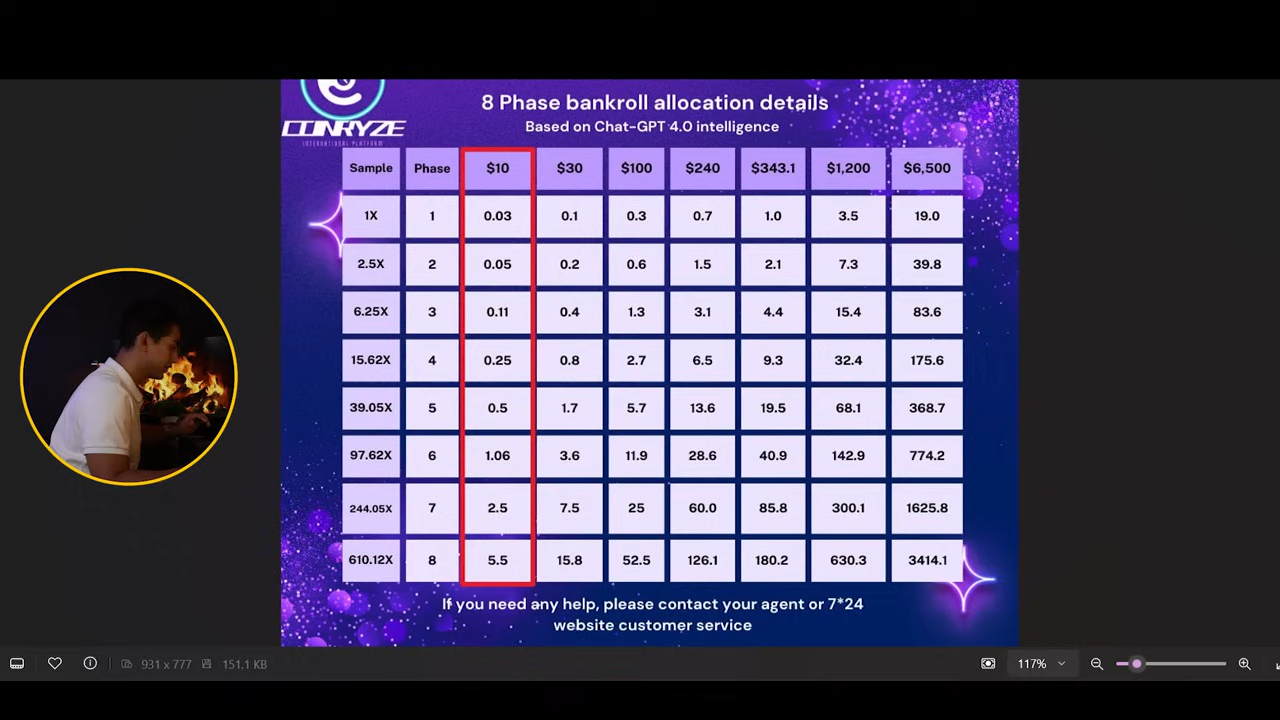 8 Phase bankroll allocation details
CONRYZE
Based on Chat-GPT 4.0 intelligence
INTERNATIONAL PLATFORM
Sample Phase $10 $30 $100 $240 $343.1 $1,200 $6,500
1X 1 0.03 0.1 0.3 0.7 1.0 3.5 19.0
2.5X 2 0.05 0.2 0.6 1.5 2.1 7.3 39.8
6.25X 3 0.11 0.4 1.3 3.1 4.4 15.4 83.6
15.62X 4 0.25 0.8 2.7 6.5 9.3 32.4 175.6
39.05X 5 0.5 1.7 5.7 13.6 19.5 68.1 368.7
97.62X 6 1.06 3.6 11.9 28.6 40.9 142.9 774.2
244.05X 7 2.5 7.5 25 60.0 85.8 300.1 1625.8
610.12X 8 5.5 15.8 52.5 126.1 180.2 630.3 3414.1
If you need any help, please contact your agent or 7*24
website customer service
931 x 777 151.1 KB 117%